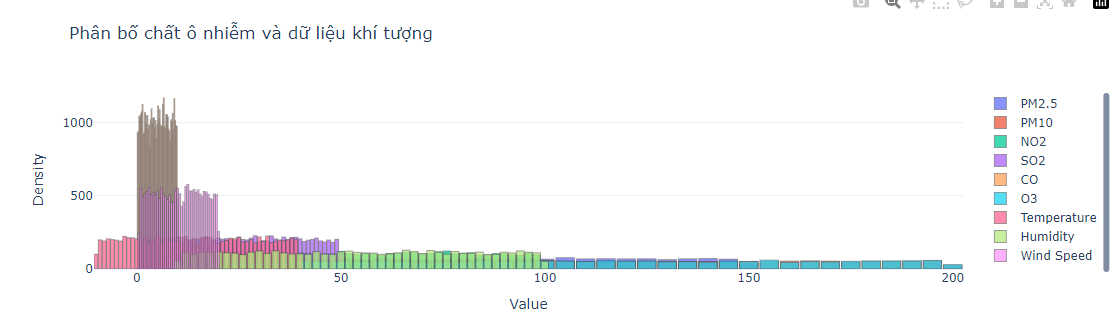 Phân bố chất ô nhiễm và dữ liệu khí tượng
Density
1000
500
0
0
50
100
150
200
Value
PM2.5
PM10
NO2
SO2
CO
O3
Temperature
Humidity
Wind Speed